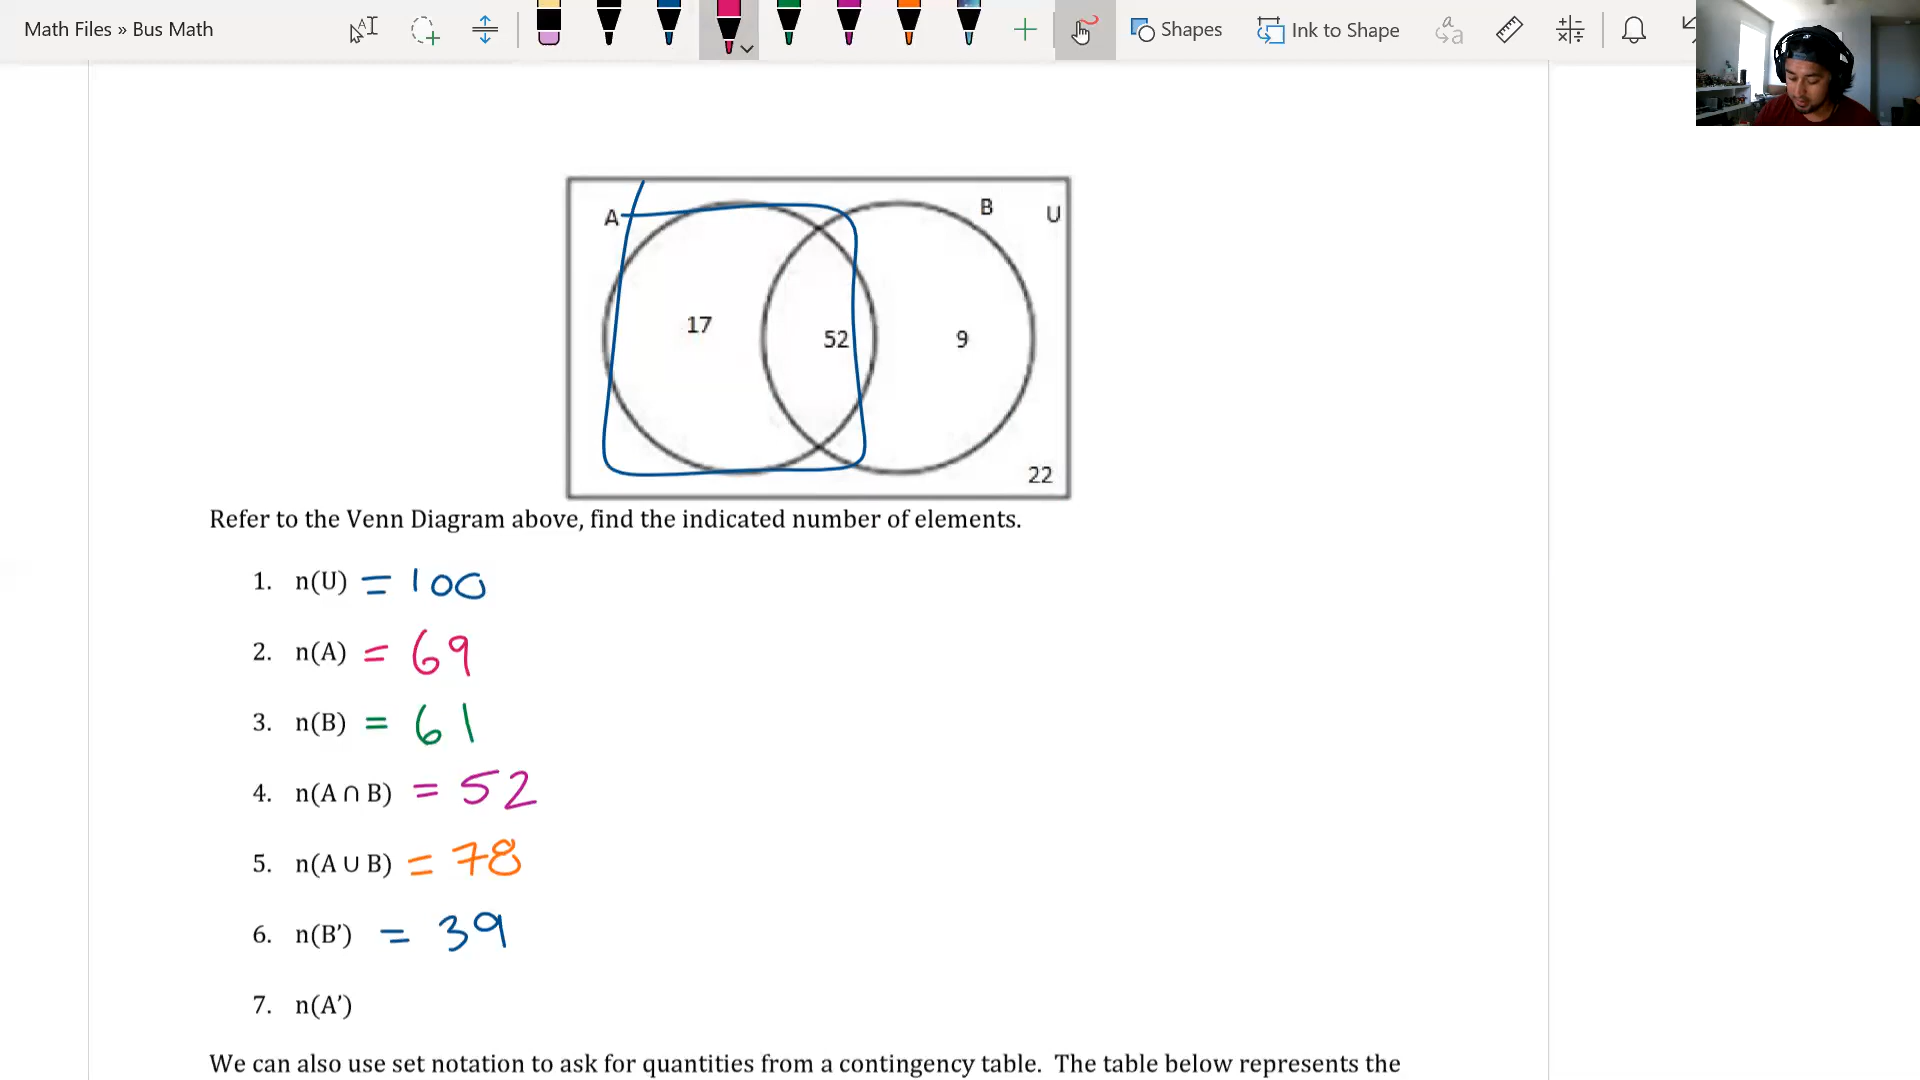 Math Files » Bus Math
Shapes
Ink to Shape
A B U
17 52 9
22
Refer to the Venn Diagram above, find the indicated number of elements.
1. n(U) = 100
2. n(A) = 69
3. n(B) = 61
4. n(A ∩ B) = 52
5. n(A ∪ B) = 78
6. n(B’) = 39
7. n(A’)
We can also use set notation to ask for quantities from a contingency table. The table below represents the